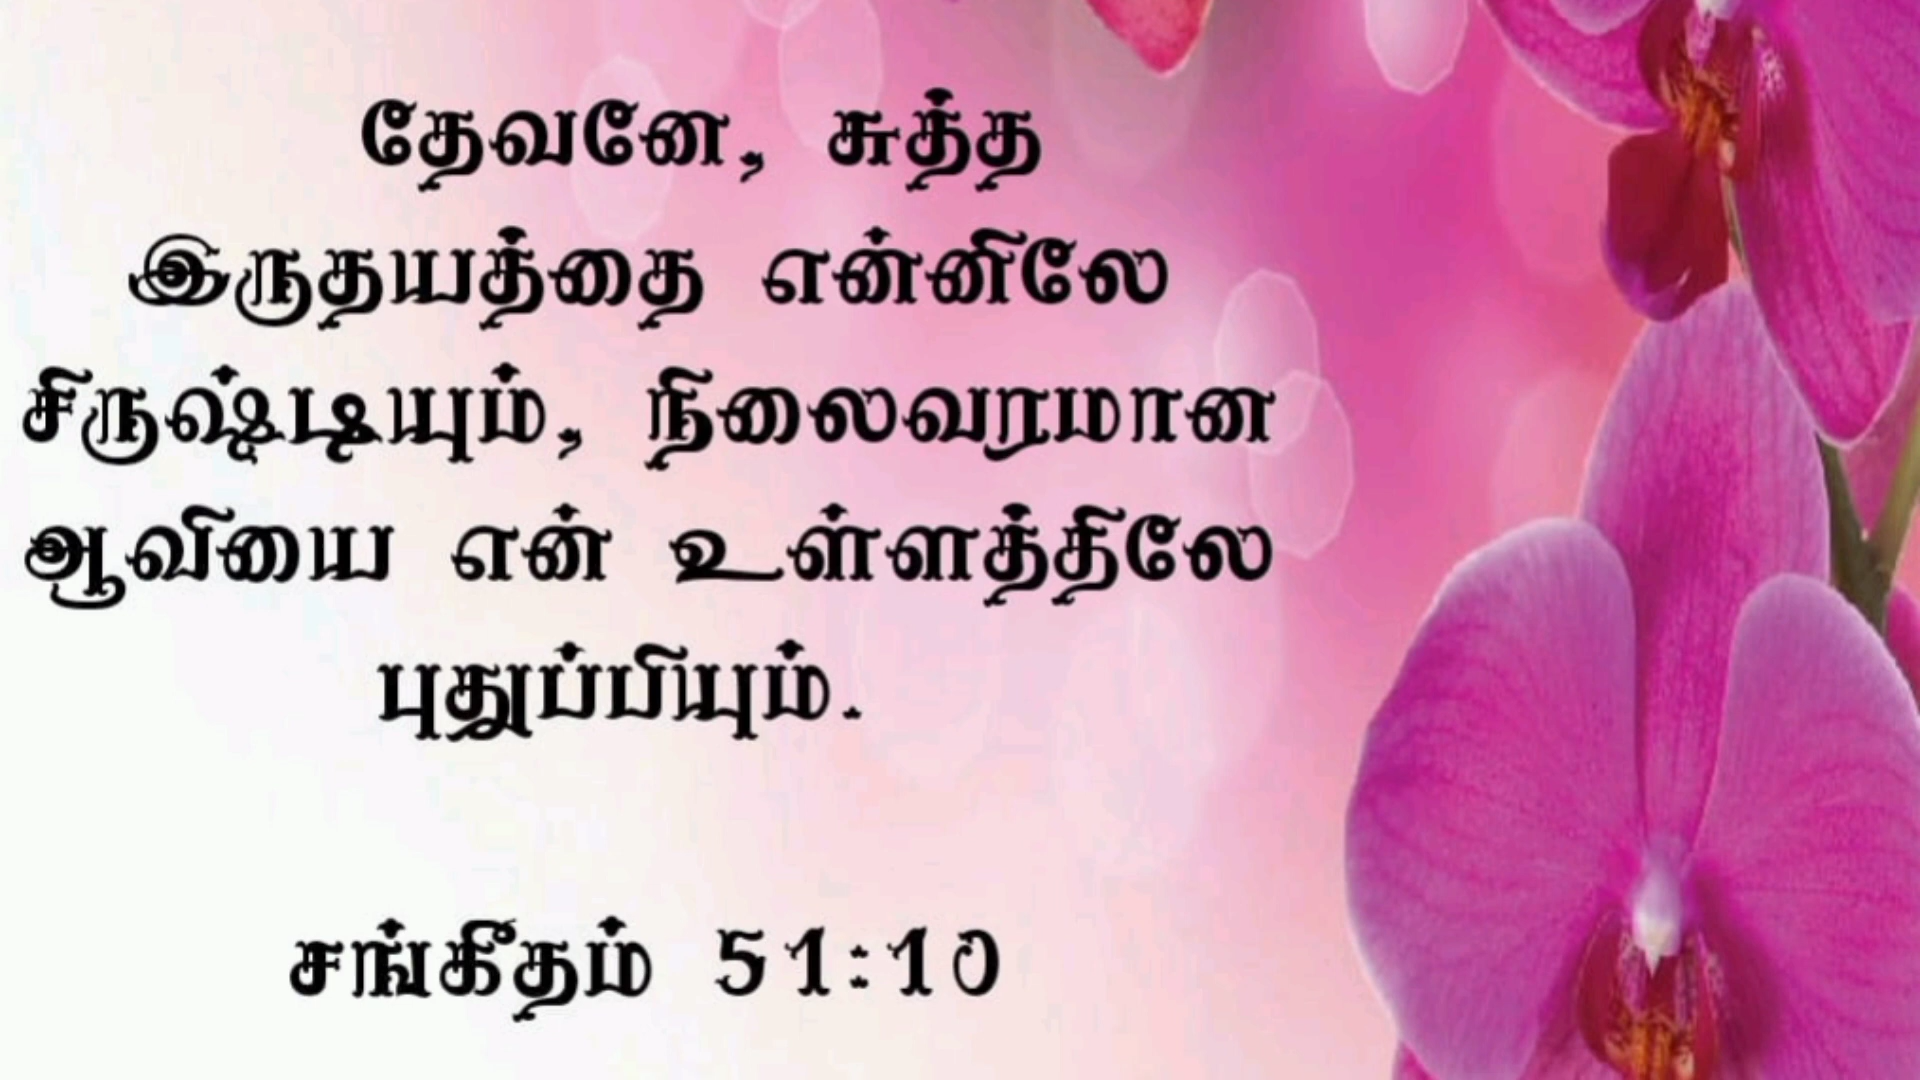 தேவனே, சுத்த
இருதயத்தை என்னிலே
சிருஷ்டியும், நிலைவரமான
ஆவியை என் உள்ளத்திலே
புதுப்பியும்.
சங்கீதம் 51:10